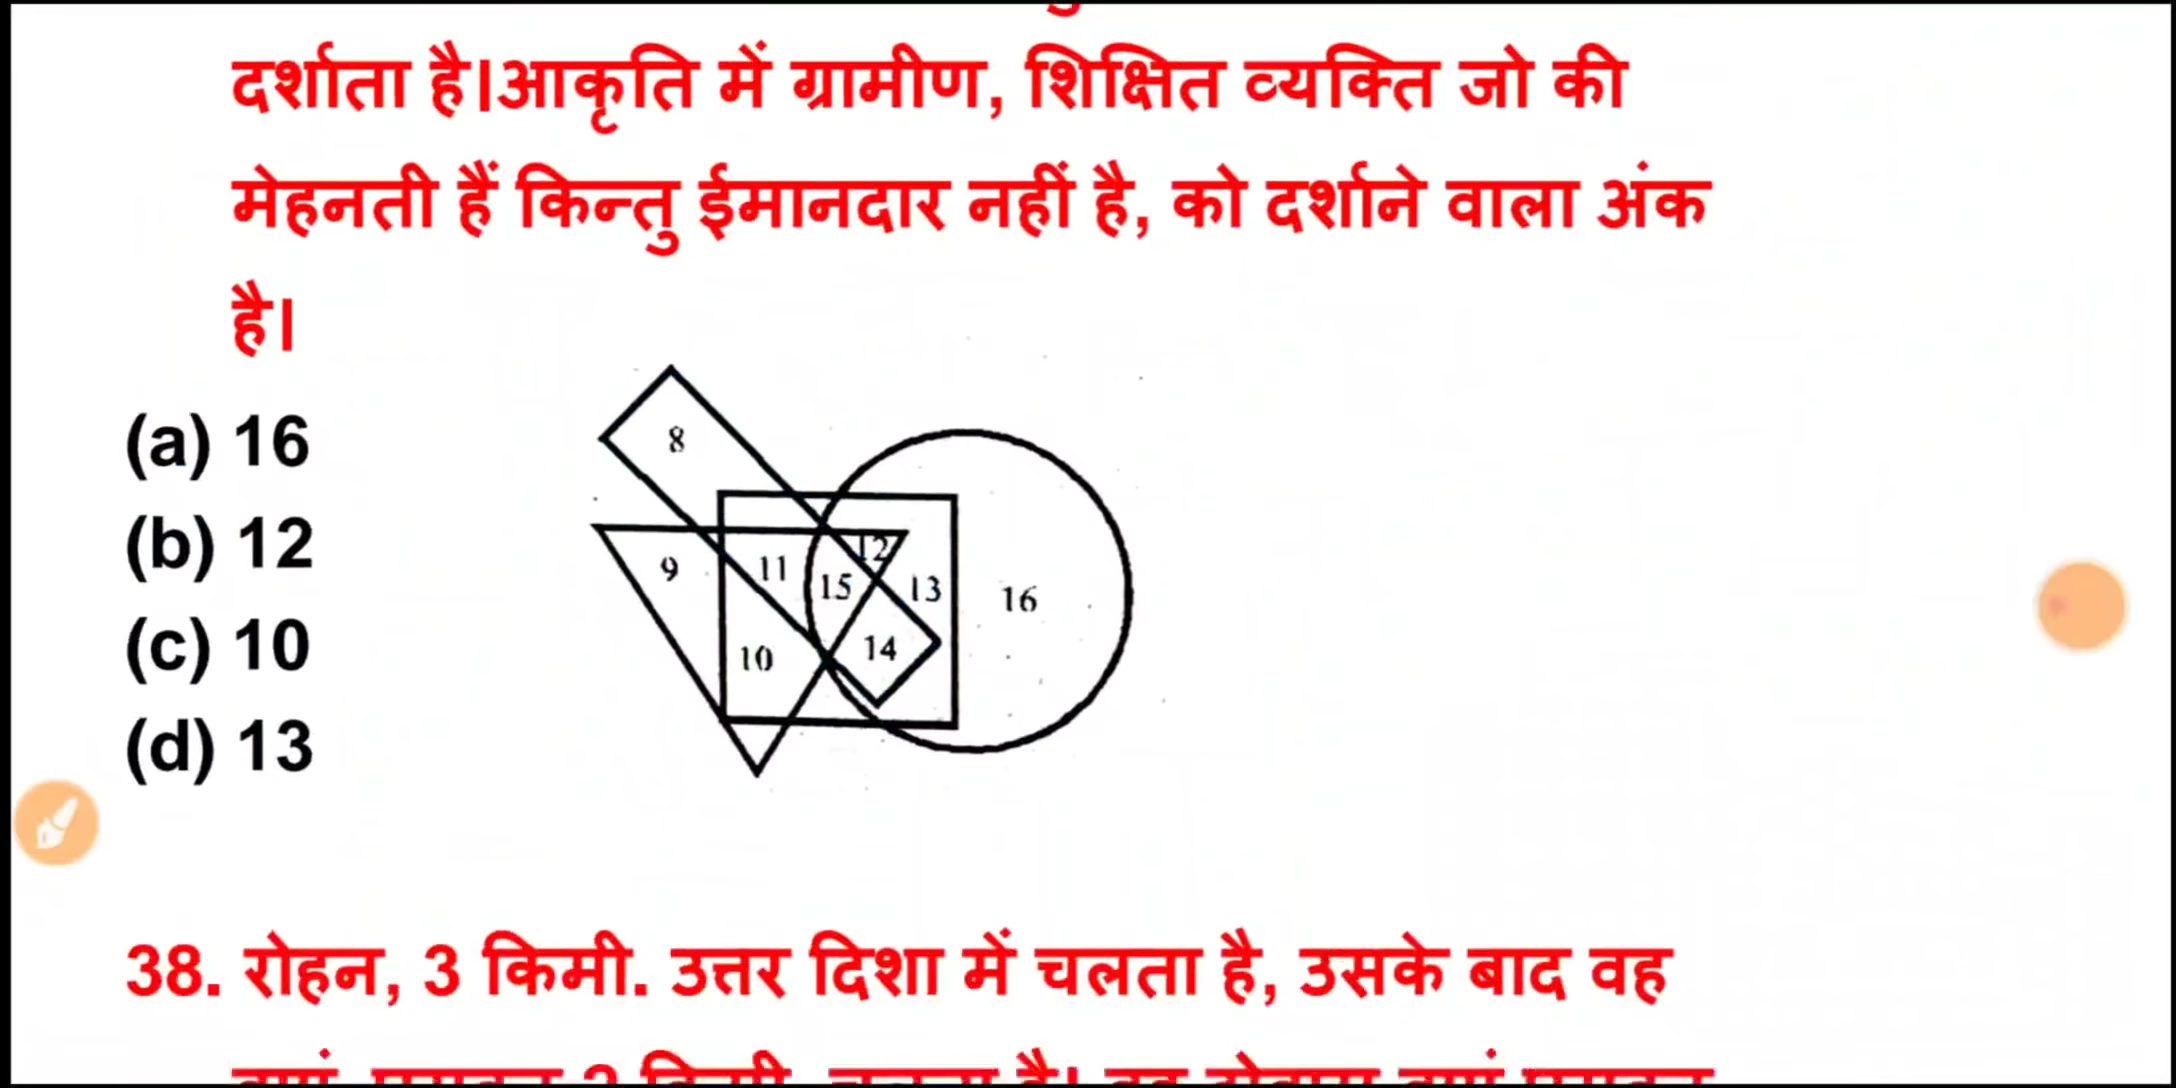 दर्शाता है।आकृति में ग्रामीण, शिक्षित व्यक्ति जो की
मेहनती हैं किन्तु ईमानदार नहीं है, को दर्शाने वाला अंक
है।
(a) 16
(b) 12
(c) 10
(d) 13
8
9
11
12
15
13
16
10
14
38. रोहन, 3 किमी. उत्तर दिशा में चलता है, उसके बाद वह